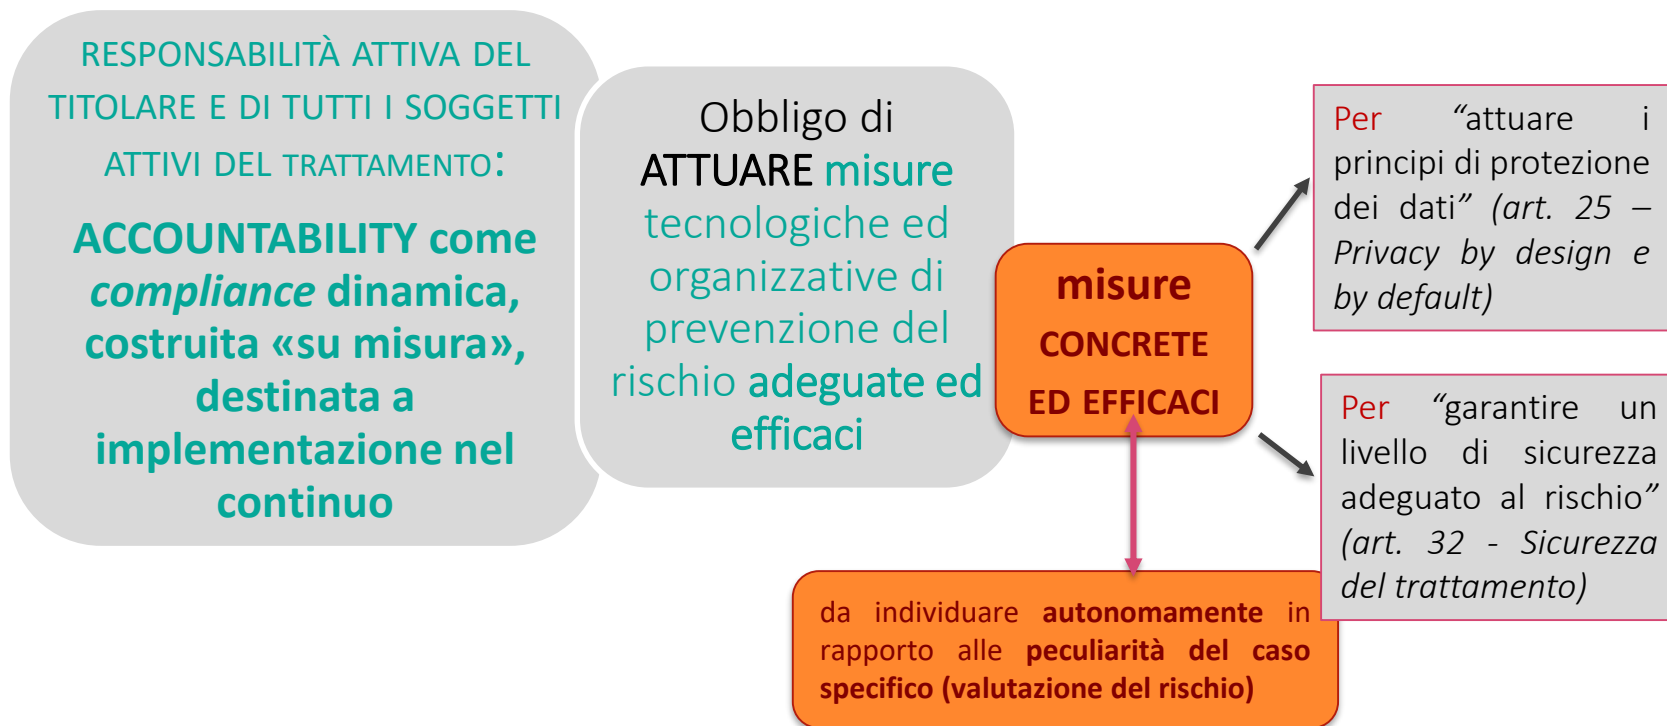 RESPONSABILITÀ ATTIVA DEL
TITOLARE E DI TUTTI I SOGGETTI
ATTIVI DEL TRATTAMENTO:
ACCOUNTABILITY come
compliance dinamica,
costruita «su misura»,
destinata a
implementazione nel
continuo
Obbligo di
ATTUARE misure
tecnologiche ed
organizzative di
prevenzione del
rischio adeguate ed
efficaci
misure
CONCRETE
ED EFFICACI
Per “attuare i
principi di protezione
dei dati” (art. 25 –
Privacy by design e
by default)
Per “garantire un
livello di sicurezza
adeguato al rischio”
(art. 32 - Sicurezza
del trattamento)
da individuare autonomamente in
rapporto alle peculiarità del caso
specifico (valutazione del rischio)